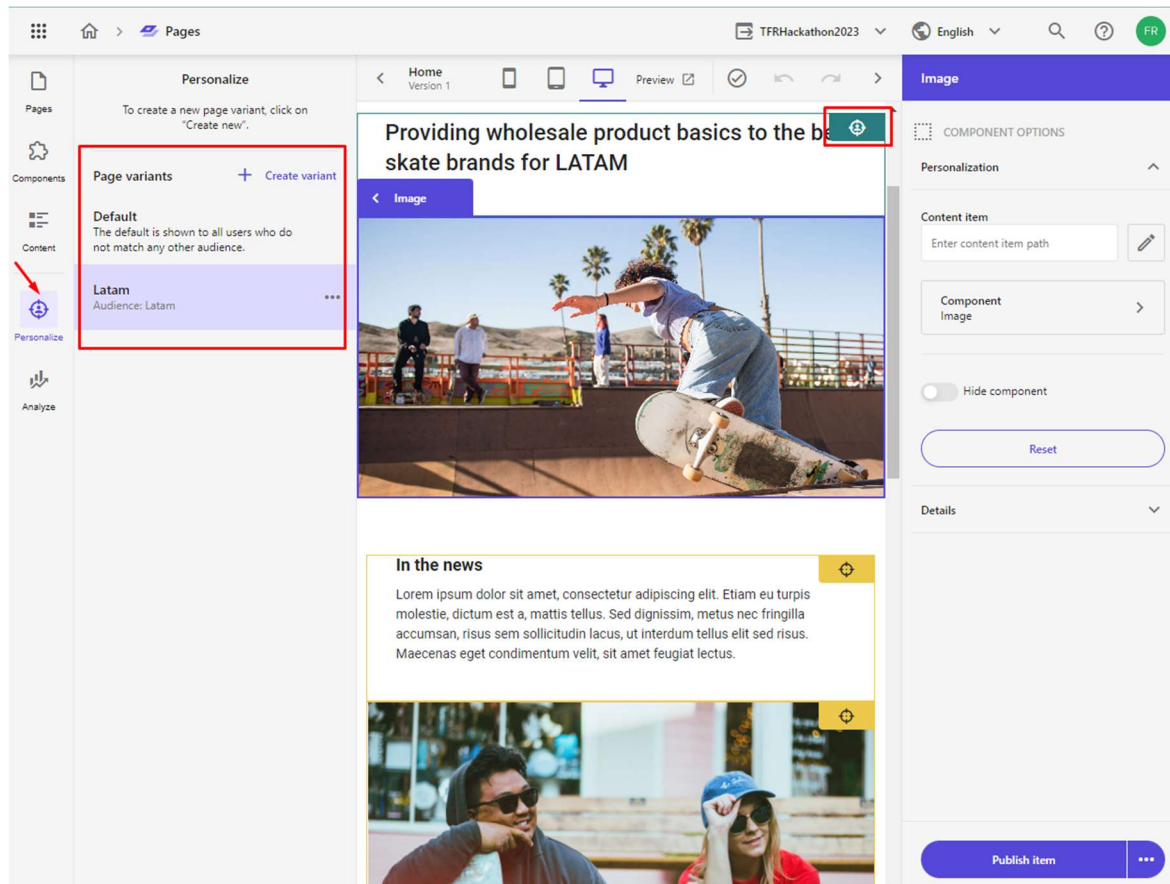 Pages
TFRHackathon2023
English
FR
Pages
Components
Content
Personalize
Analyze
Personalize
To create a new page variant, click on
"Create new".
Page variants
Create variant
Default
The default is shown to all users who do
not match any other audience.
Latam
Audience: Latam
Home
Version 1
Preview
Providing wholesale product basics to the
skate brands for LATAM
Image
In the news
Lorem ipsum dolor sit amet, consectetur adipiscing elit. Etiam eu turpis
molestie, dictum est a, mattis tellus. Sed dignissim, metus nec fringilla
accumsan, risus sem sollicitudin lacus, ut interdum tellus elit sed risus.
Maecenas eget condimentum velit, sit amet feugiat lectus.
Image
COMPONENT OPTIONS
Personalization
Content item
Enter content item path
Component
Image
Hide component
Reset
Details
Publish item